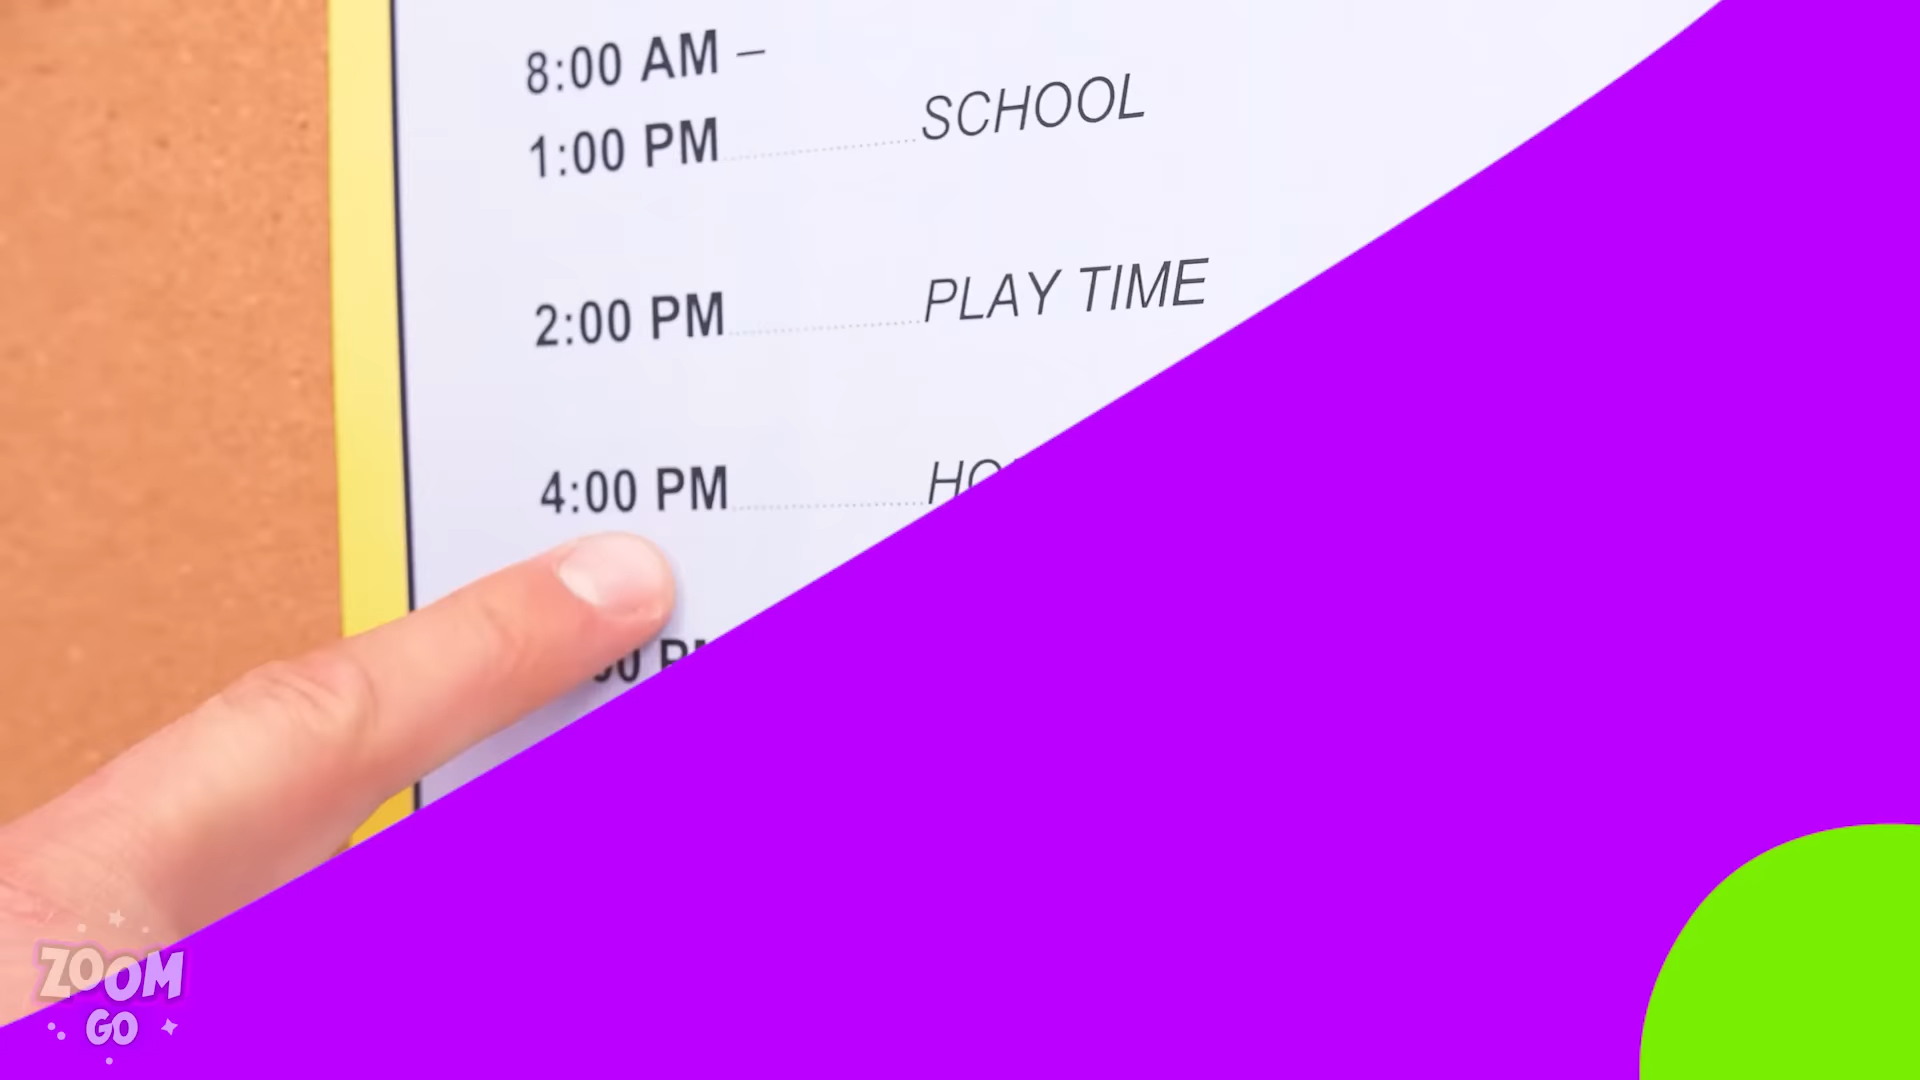 8:00 AM –
1:00 PM SCHOOL
2:00 PM PLAY TIME
4:00 PM
ZOOM
GO